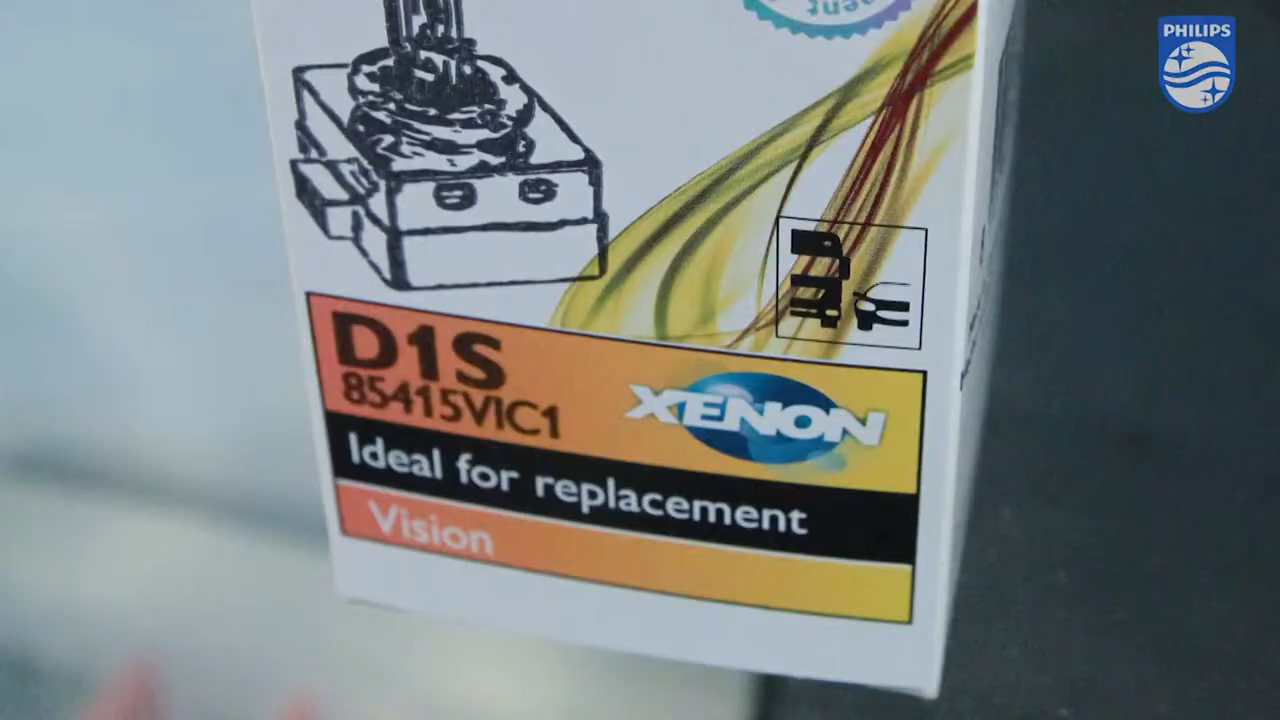 PHILIPS
D1S
85415VIC1
XENON
Ideal for replacement
Vision